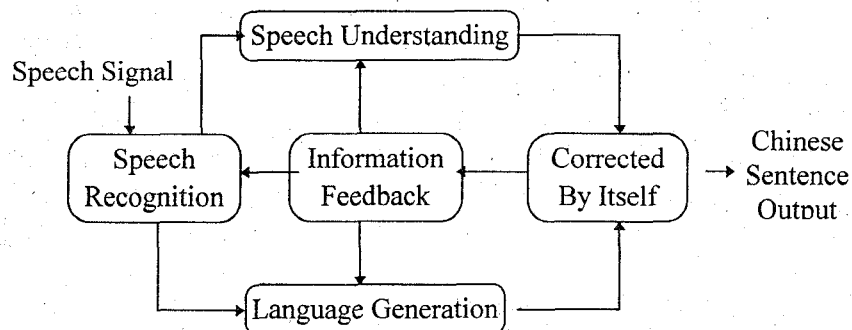 Speech Understanding
Speech Signal
Speech
Recognition
Information
Feedback
Corrected
By Itself
Chinese
Sentence
Output
Language Generation